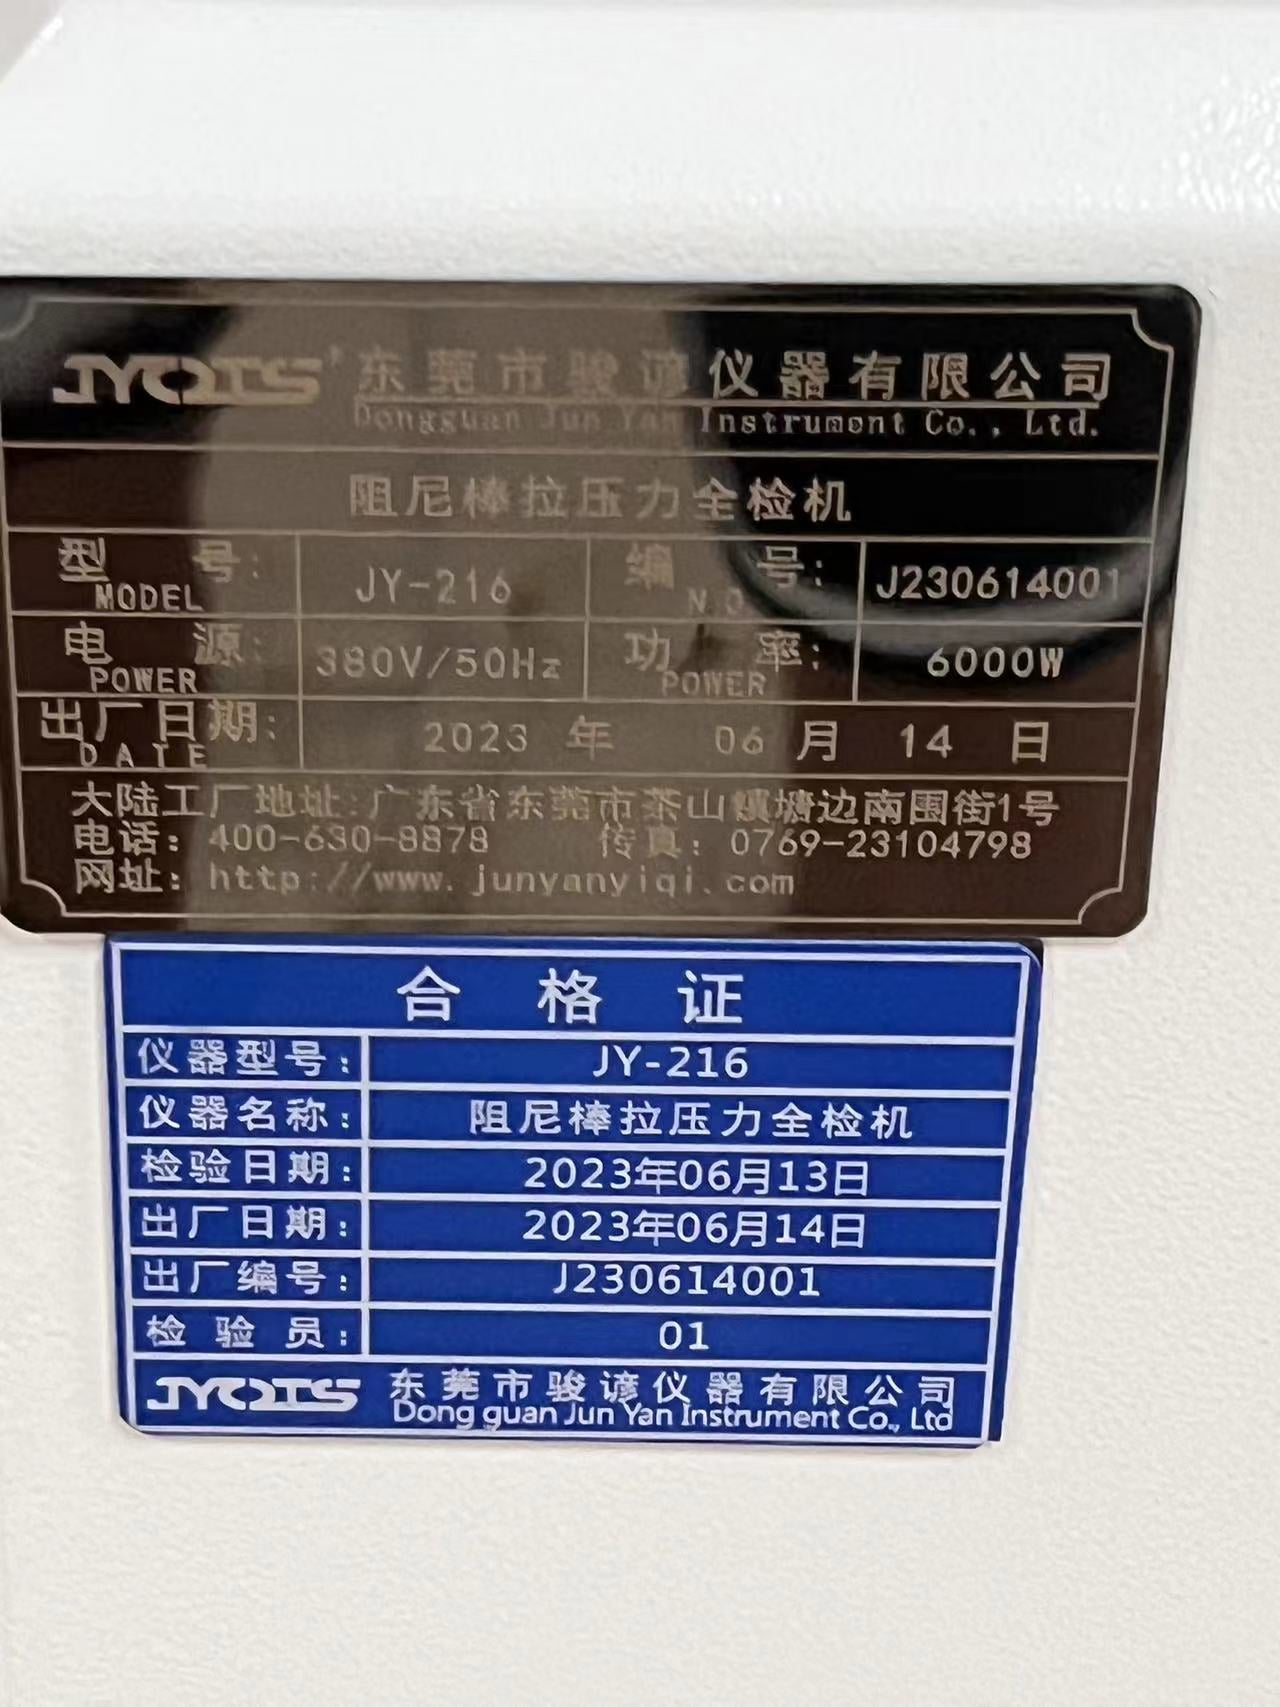 JYQTS 东莞市骏谚仪器有限公司
Dongguan Jun Yan Instrument Co., Ltd.
阻尼棒拉压力全检机
型号: JY-216 编号: J230614001
MODEL N.O
电源: 380V/50Hz 功率: 6000W
POWER POWER
出厂日期: 2023 年 06 月 14 日
DATE
大陆工厂地址:广东省东莞市茶山镇塘边南围街1号
电话: 400-630-8878 传真: 0769-23104798
网址: http://www.junyanyiqi.com
合格证
仪器型号: JY-216
仪器名称: 阻尼棒拉压力全检机
检验日期: 2023年06月13日
出厂日期: 2023年06月14日
出厂编号: J230614001
检验员: 01
JYQTS 东莞市骏谚仪器有限公司
Dong guan Jun Yan Instrument Co., Ltd